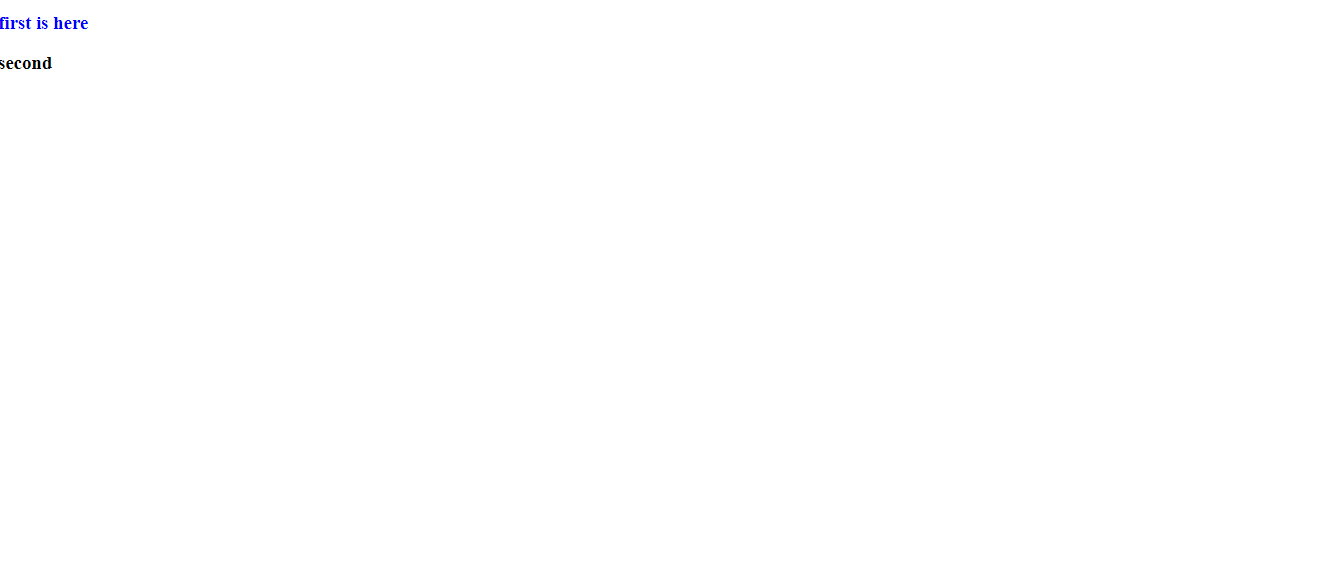 first is here
second